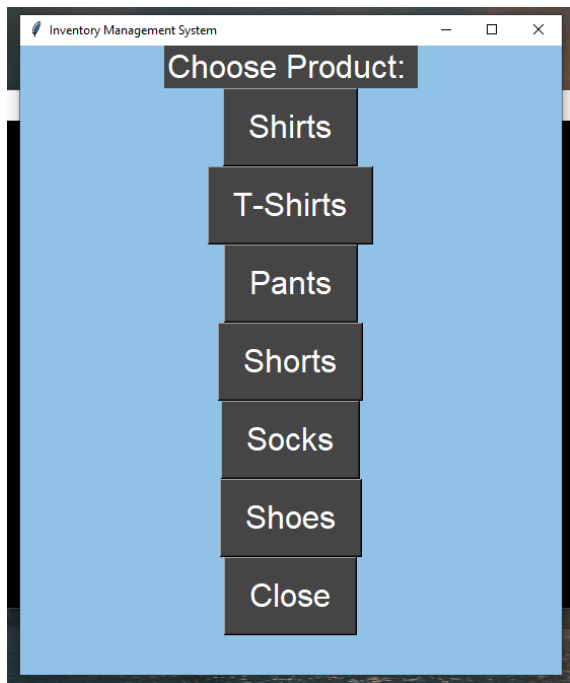 Inventory Management System
Choose Product:
Shirts
T-Shirts
Pants
Shorts
Socks
Shoes
Close